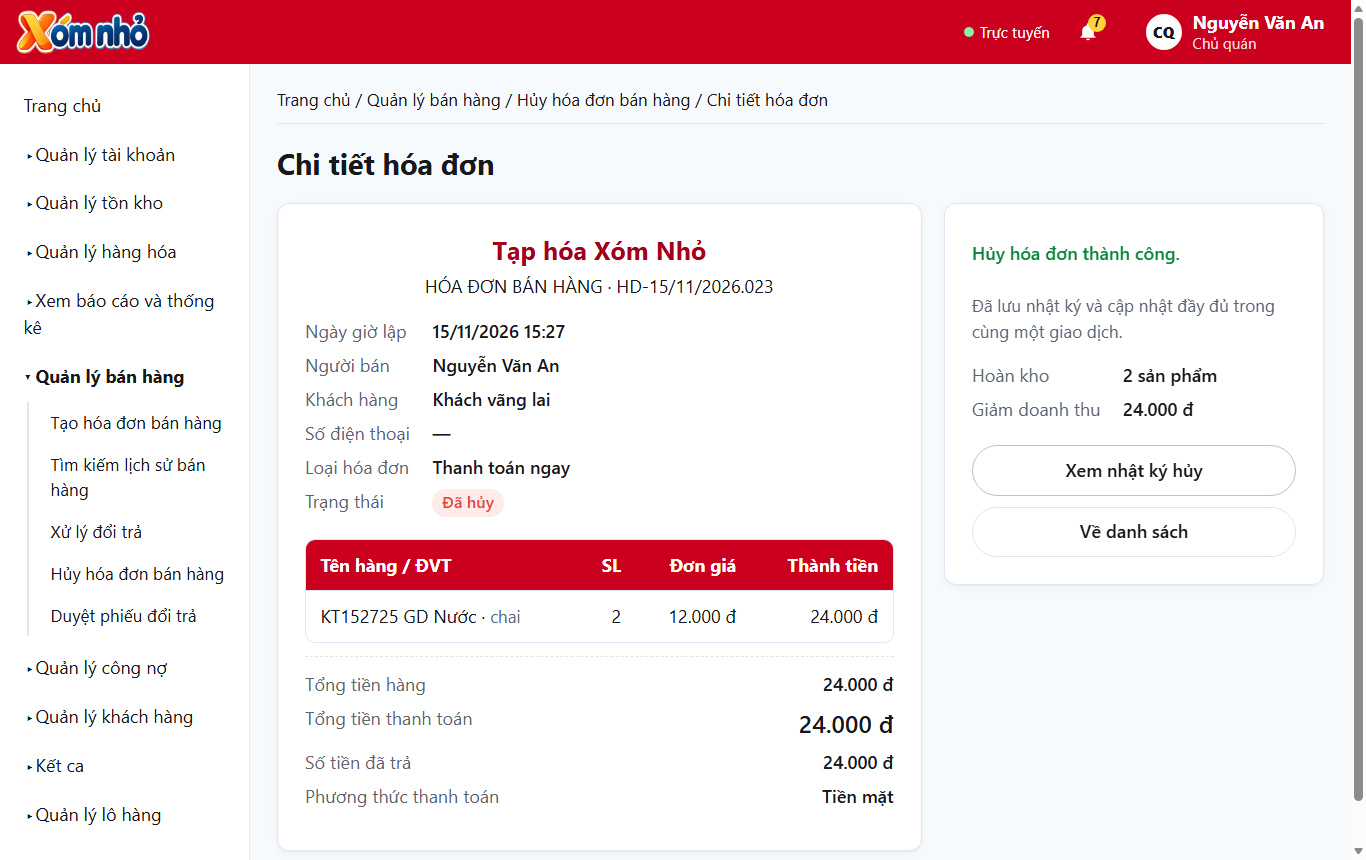 Xóm nhỏ
Trực tuyến
7
CQ
Nguyễn Văn An
Chủ quán
Trang chủ
Quản lý tài khoản
Quản lý tồn kho
Quản lý hàng hóa
Xem báo cáo và thống
kê
Quản lý bán hàng
Tạo hóa đơn bán hàng
Tìm kiếm lịch sử bán
hàng
Xử lý đổi trả
Hủy hóa đơn bán hàng
Duyệt phiếu đổi trả
Quản lý công nợ
Quản lý khách hàng
Kết ca
Quản lý lô hàng
Trang chủ / Quản lý bán hàng / Hủy hóa đơn bán hàng / Chi tiết hóa đơn
Chi tiết hóa đơn
Tạp hóa Xóm Nhỏ
HÓA ĐƠN BÁN HÀNG · HD-15/11/2026.023
Ngày giờ lập 15/11/2026 15:27
Người bán Nguyễn Văn An
Khách hàng Khách vãng lai
Số điện thoại —
Loại hóa đơn Thanh toán ngay
Trạng thái Đã hủy
Tên hàng / ĐVT SL Đơn giá Thành tiền
KT152725 GD Nước · chai 2 12.000 đ 24.000 đ
Tổng tiền hàng 24.000 đ
Tổng tiền thanh toán 24.000 đ
Số tiền đã trả 24.000 đ
Phương thức thanh toán Tiền mặt
Hủy hóa đơn thành công.
Đã lưu nhật ký và cập nhật đầy đủ trong
cùng một giao dịch.
Hoàn kho 2 sản phẩm
Giảm doanh thu 24.000 đ
Xem nhật ký hủy
Về danh sách